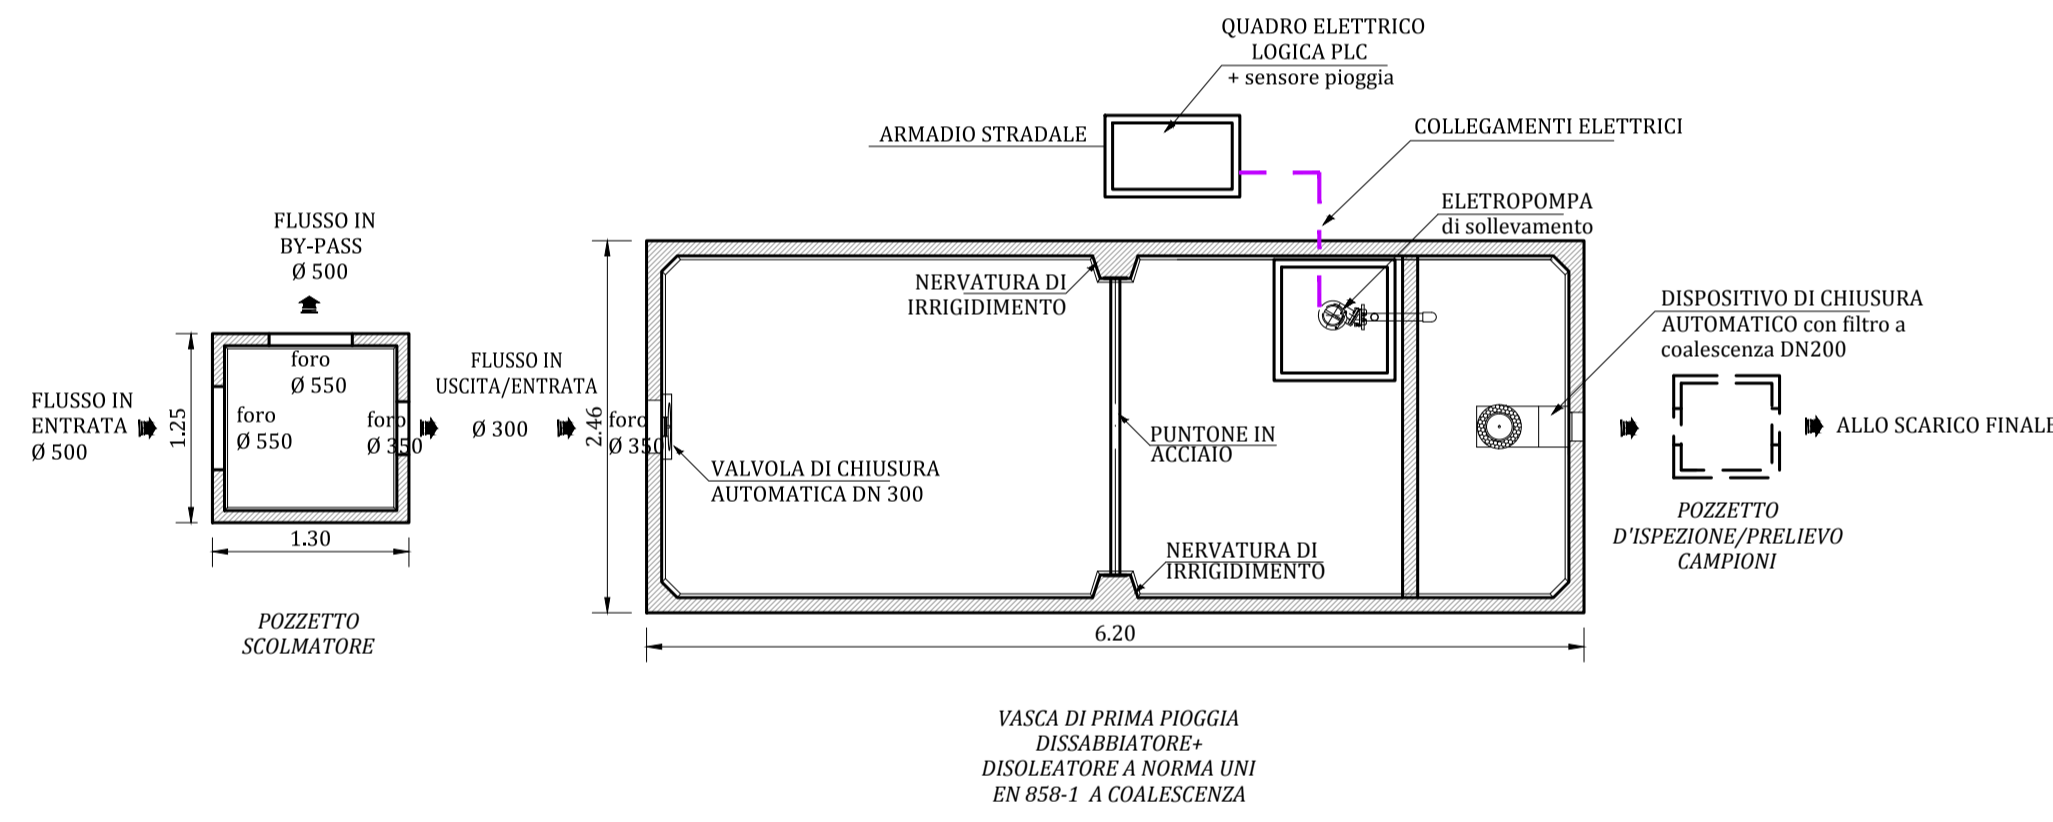 QUADRO ELETTRICO
LOGICA PLC
+ sensore pioggia
ARMADIO STRADALE
COLLEGAMENTI ELETTRICI
ELETROPOMPA
di sollevamento
FLUSSO IN
BY-PASS
Ø 500
NERVATURA DI
IRRIGIDIMENTO
DISPOSITIVO DI CHIUSURA
AUTOMATICO con filtro a
coalescenza DN200
foro
Ø 550
FLUSSO IN
USCITA/ENTRATA
Ø 300
FLUSSO IN
ENTRATA
Ø 500
1.25
foro
Ø 550
foro
Ø 350
2.46
foro
Ø 350
PUNTONE IN
ACCIAIO
VALVOLA DI CHIUSURA
AUTOMATICA DN 300
ALLO SCARICO FINALE
POZZETTO
D'ISPEZIONE/PRELIEVO
CAMPIONI
1.30
NERVATURA DI
IRRIGIDIMENTO
POZZETTO
SCOLMATORE
6.20
VASCA DI PRIMA PIOGGIA
DISSABBIATORE+
DISOLEATORE A NORMA UNI
EN 858-1 A COALESCENZA